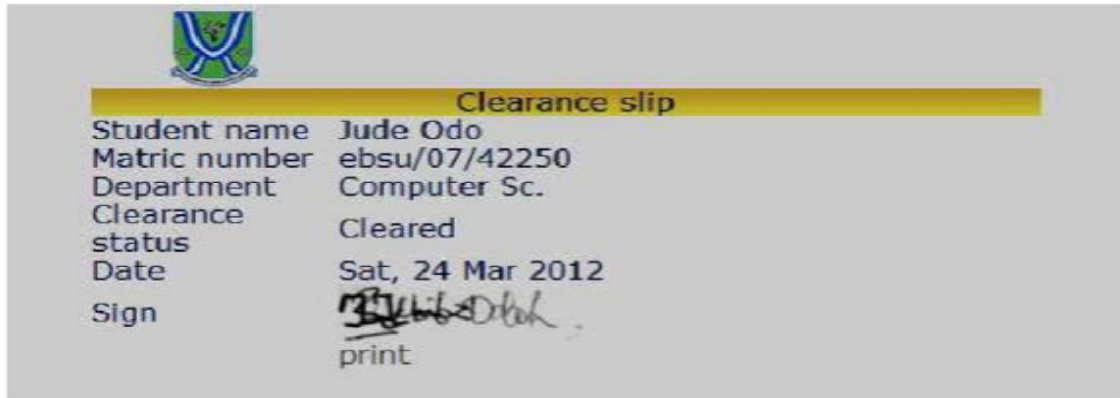 Clearance slip
Student name Jude Odo
Matric number ebsu/07/42250
Department Computer Sc.
Clearance status Cleared
Date Sat, 24 Mar 2012
Sign
print